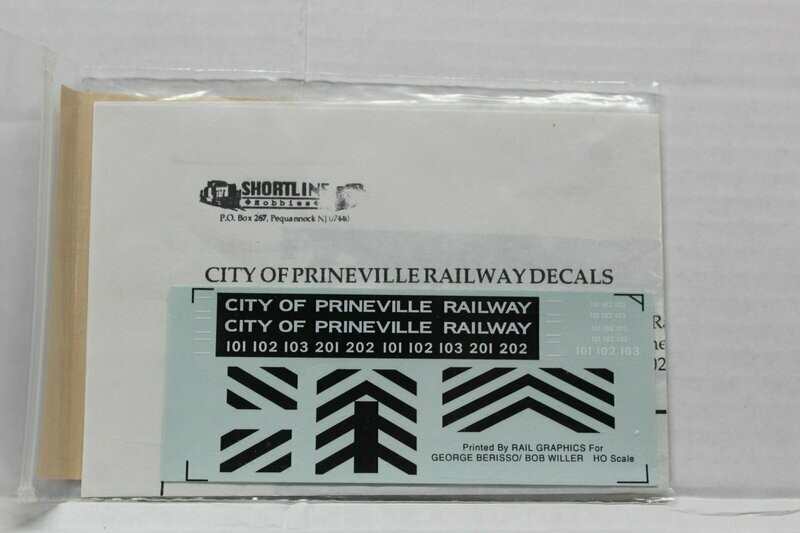 SHORTLINE
Hobbies
P.O. Box 267, Pequannock NJ 07440
CITY OF PRINEVILLE RAILWAY DECALS
CITY OF PRINEVILLE RAILWAY
CITY OF PRINEVILLE RAILWAY
101 102 103 201 202 101 102 103 201 202
101 102 103
Printed By RAIL GRAPHICS For
GEORGE BERISSO/ BOB WILLER HO Scale